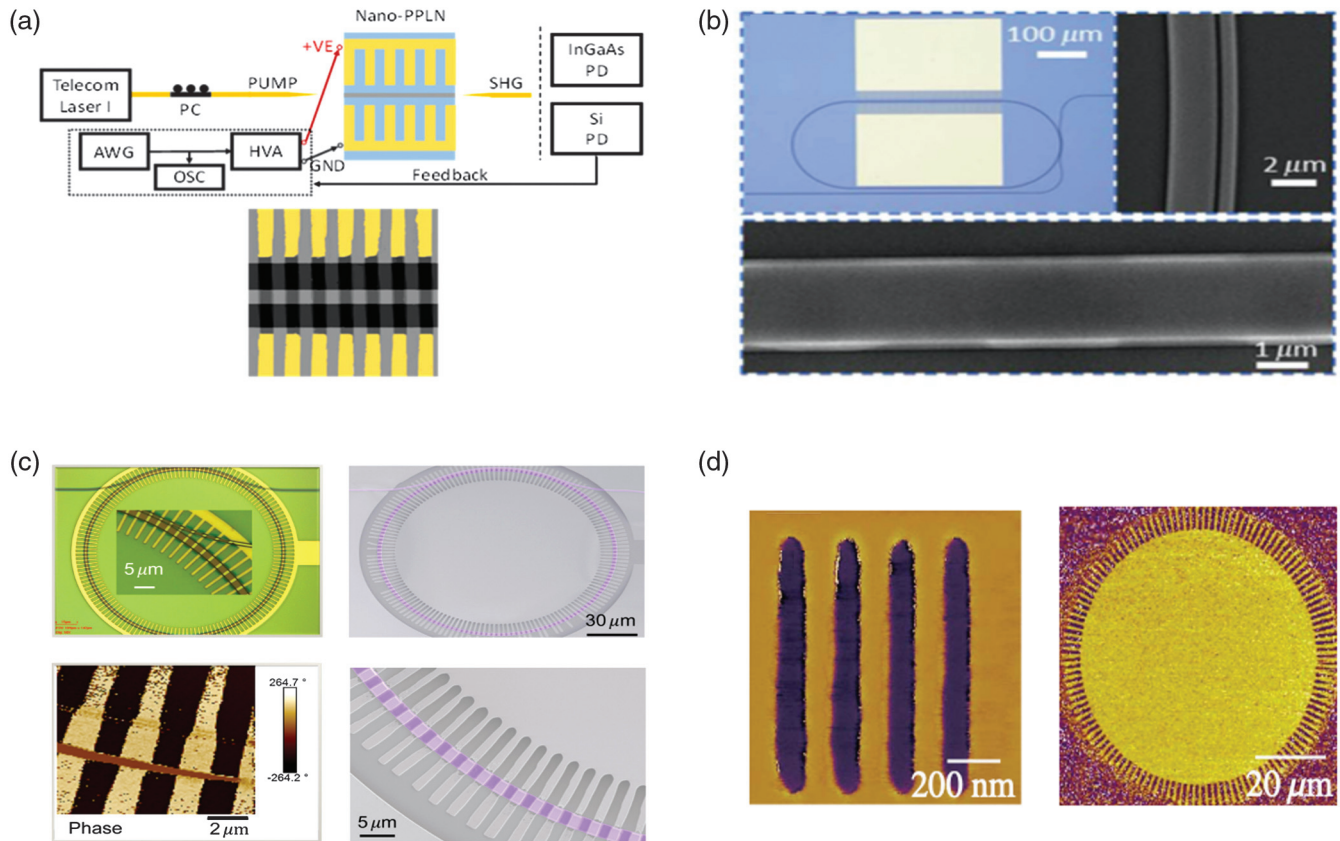 (a)
Nano-PPLN
+VE
Telecom
Laser I
PC
PUMP
SHG
InGaAs
PD
Si
PD
AWG
HVA
OSC
GND
Feedback
(b)
100 μm
2 μm
1 μm
(c)
5 μm
30 μm
264.7 °
-264.2 °
Phase
2 μm
5 μm
(d)
200 nm
20 μm